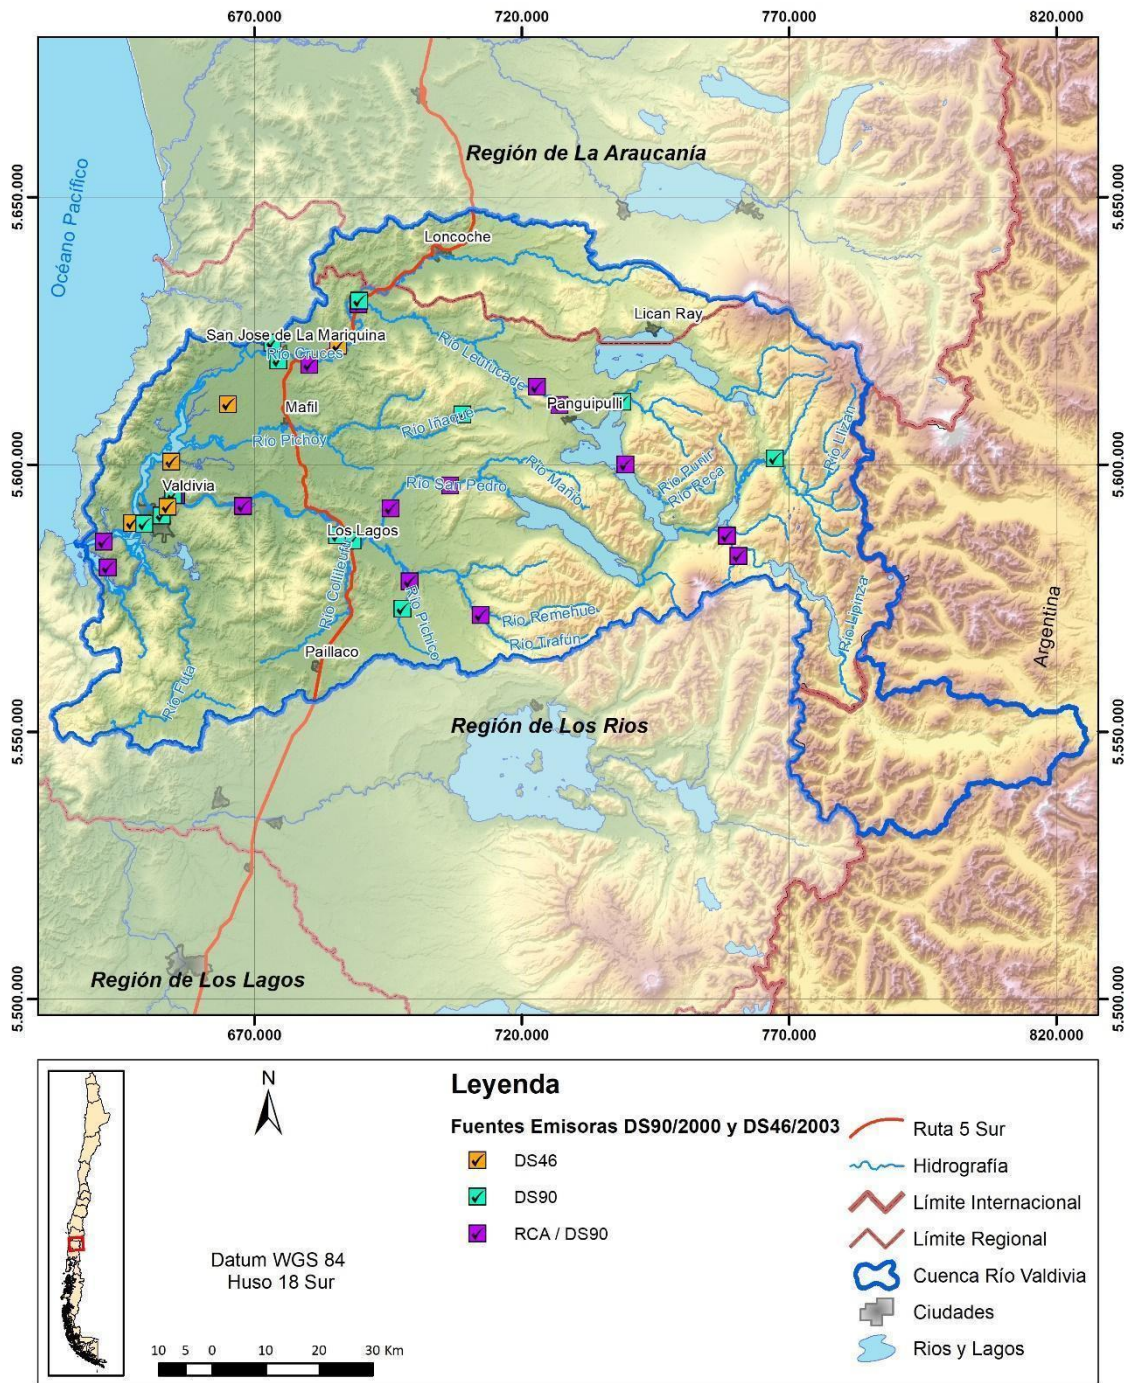 670.000
720.000
770.000
820.000
Océano Pacífico
Región de La Araucanía
5.650.000
5.650.000
Loncoche
Lican Ray
San Jose de La Mariquina
Río Cruces
Río Leufucade
Mafil
Panguipulli
Río Iñaque
Río Pichoy
Río Llizan
5.600.000
5.600.000
Río Punir
Río Reca
Río Mañio
Río San Pedro
Valdivia
Los Lagos
Río Collileufu
Río Pichico
Río Remehue
Río Trafún
Río Lipinza
Argentina
Paillaco
Río Futa
5.550.000
5.550.000
Región de Los Rios
Región de Los Lagos
5.500.000
5.500.000
670.000
720.000
770.000
820.000
N
Datum WGS 84
Huso 18 Sur
10 5 0 10 20 30 Km
Leyenda
Fuentes Emisoras DS90/2000 y DS46/2003
DS46
DS90
RCA / DS90
Ruta 5 Sur
Hidrografía
Límite Internacional
Límite Regional
Cuenca Río Valdivia
Ciudades
Rios y Lagos